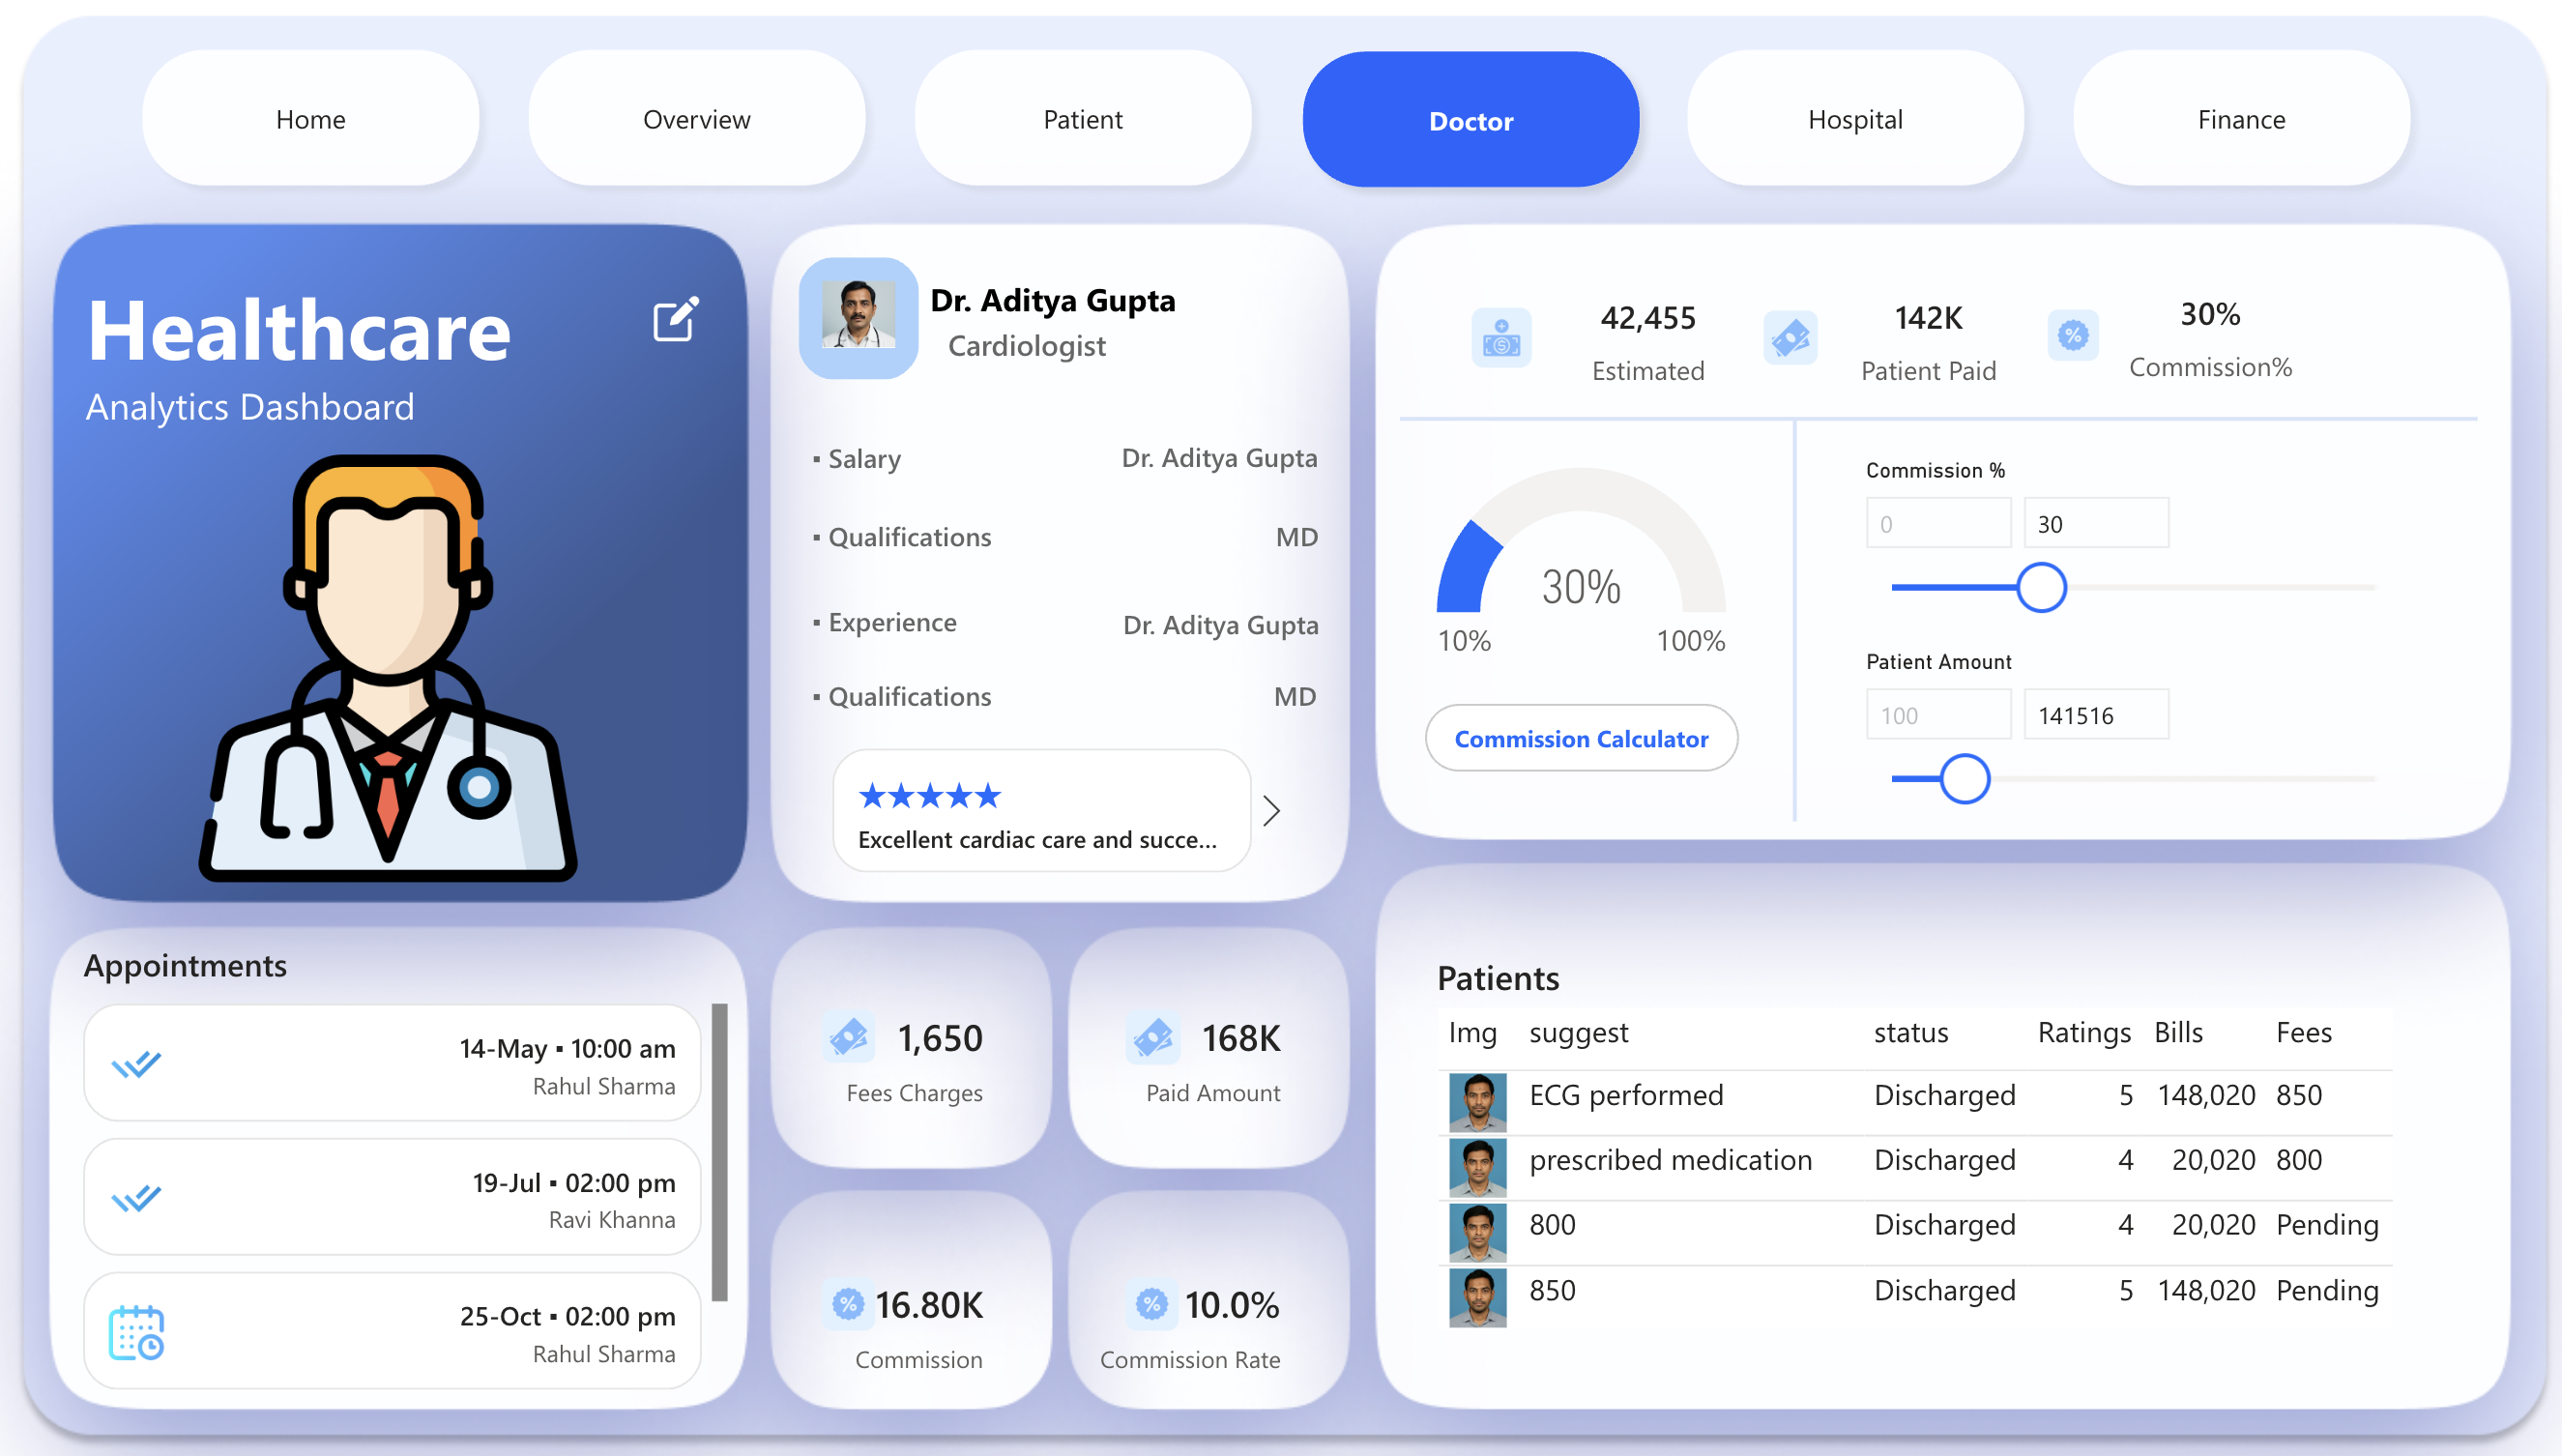 Home
Overview
Patient
Doctor
Hospital
Finance
Healthcare
Analytics Dashboard
Dr. Aditya Gupta
Cardiologist
▪ Salary Dr. Aditya Gupta
▪ Qualifications MD
▪ Experience Dr. Aditya Gupta
▪ Qualifications MD
★★★★★
Excellent cardiac care and succe...
42,455
Estimated
142K
Patient Paid
30%
Commission%
30%
10% 100%
Commission Calculator
Commission %
0 30
Patient Amount
100 141516
Appointments
14-May ▪ 10:00 am
Rahul Sharma
19-Jul ▪ 02:00 pm
Ravi Khanna
25-Oct ▪ 02:00 pm
Rahul Sharma
1,650
Fees Charges
168K
Paid Amount
16.80K
Commission
10.0%
Commission Rate
Patients
Img suggest status Ratings Bills Fees
ECG performed Discharged 5 148,020 850
prescribed medication Discharged 4 20,020 800
800 Discharged 4 20,020 Pending
850 Discharged 5 148,020 Pending